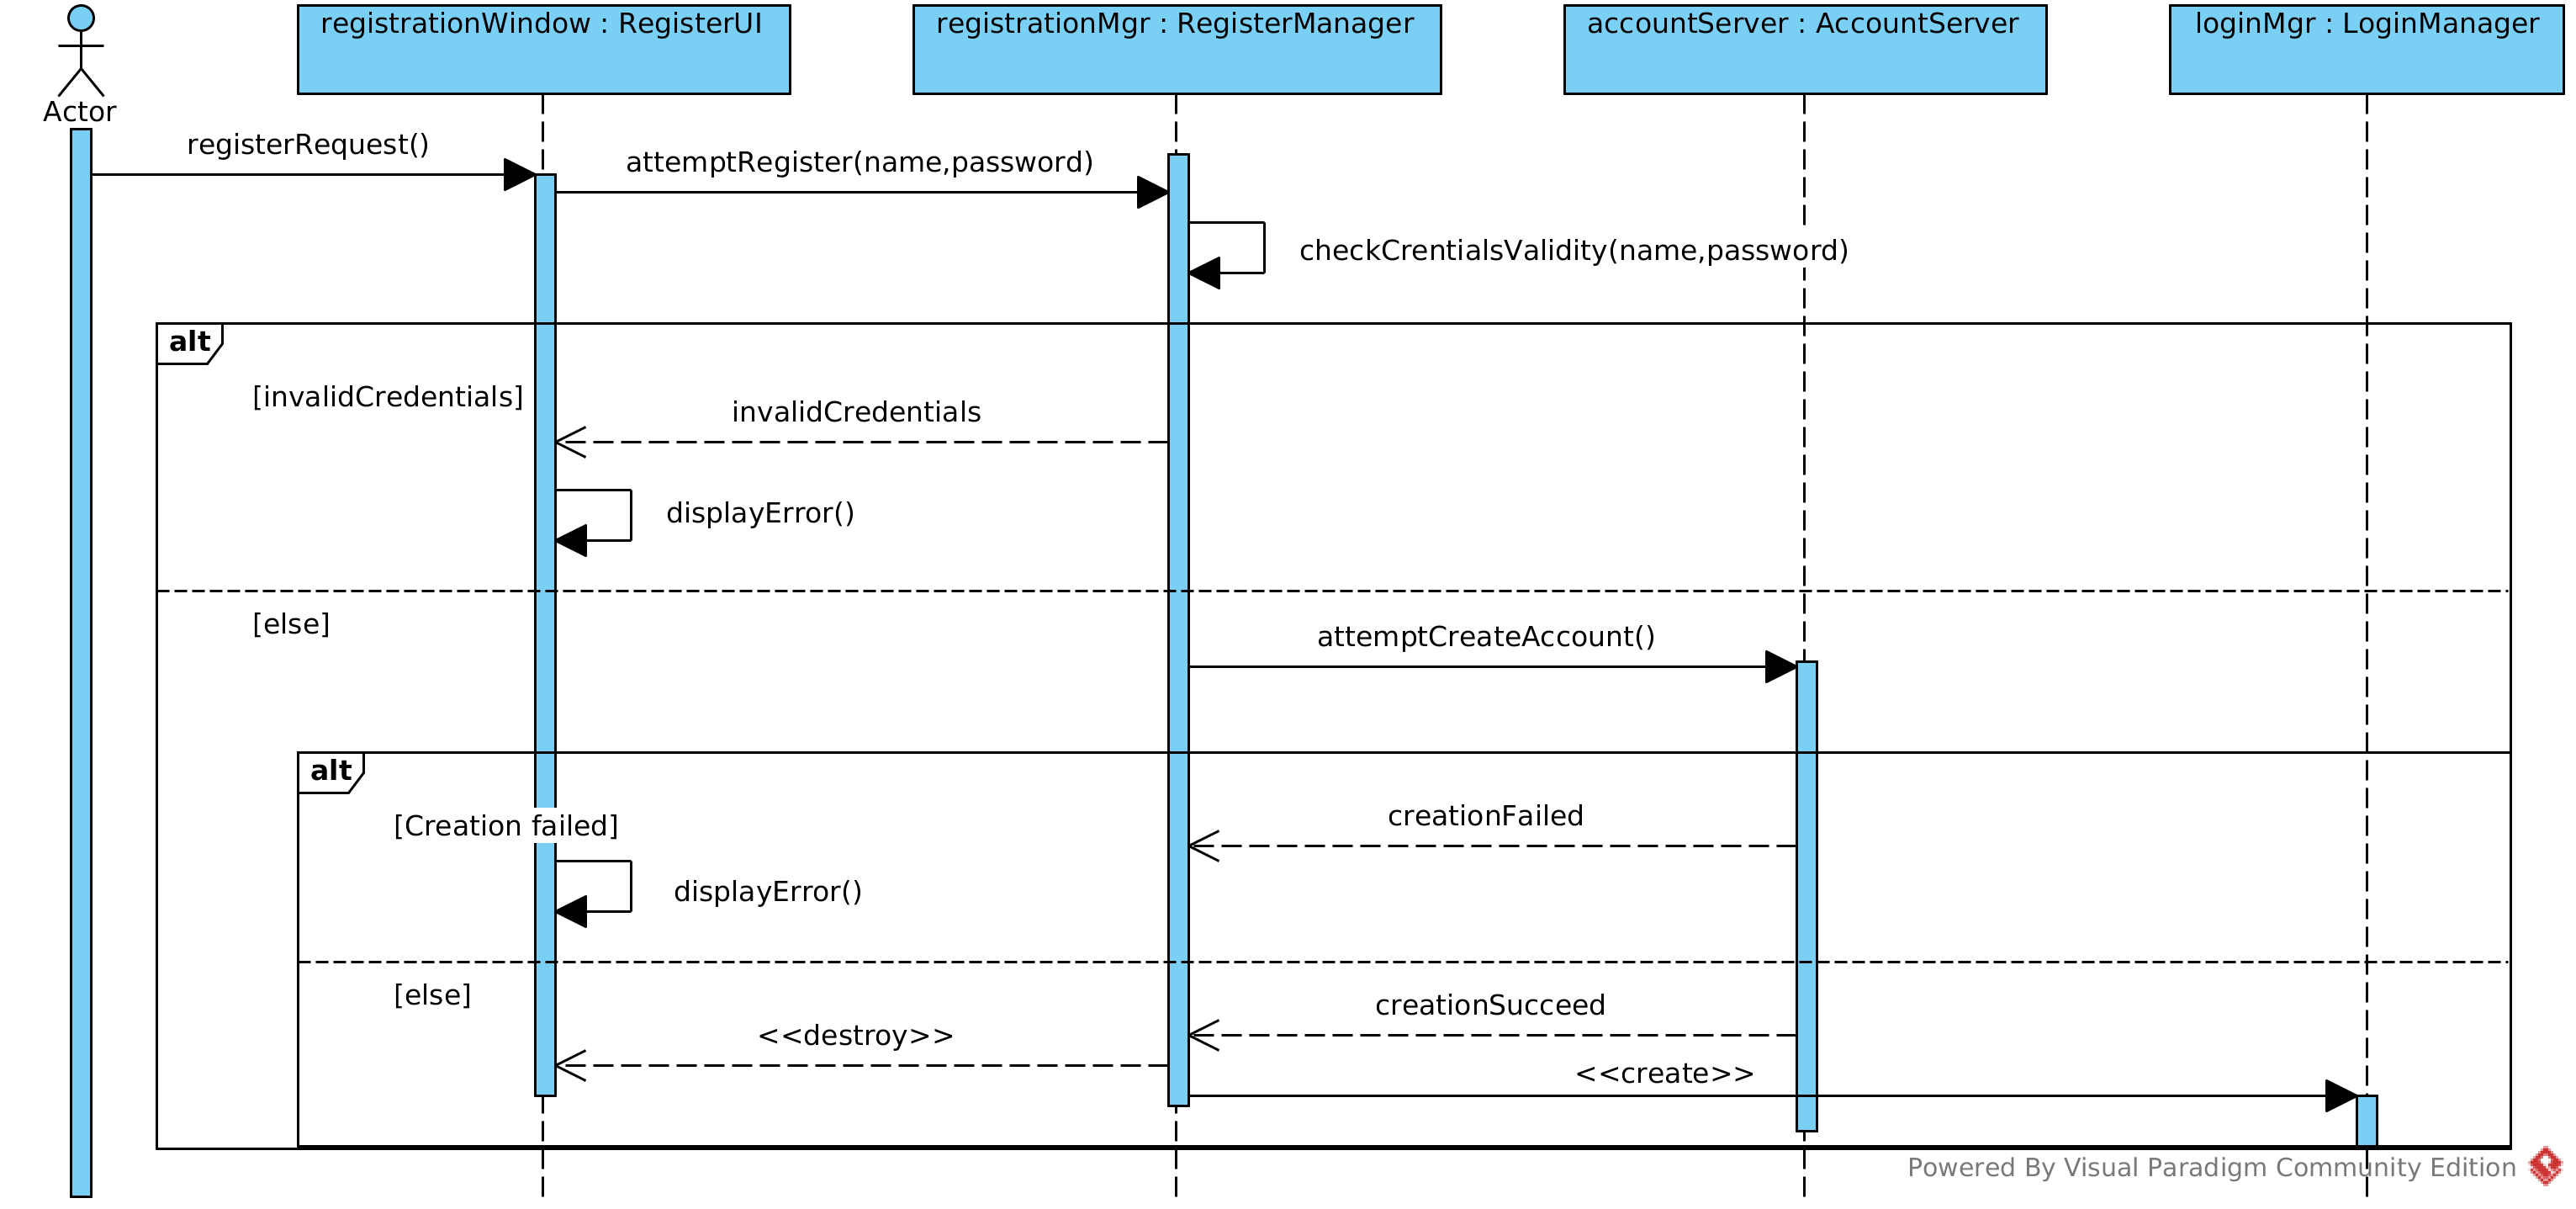 registrationWindow : RegisterUI
registrationMgr : RegisterManager
accountServer : AccountServer
loginMgr : LoginManager
Actor
registerRequest()
attemptRegister(name,password)
checkCrentialsValidity(name,password)
alt
[invalidCredentials]
invalidCredentials
displayError()
[else]
attemptCreateAccount()
alt
[Creation failed]
creationFailed
displayError()
[else]
creationSucceed
<<destroy>>
<<create>>
Powered By Visual Paradigm Community Edition